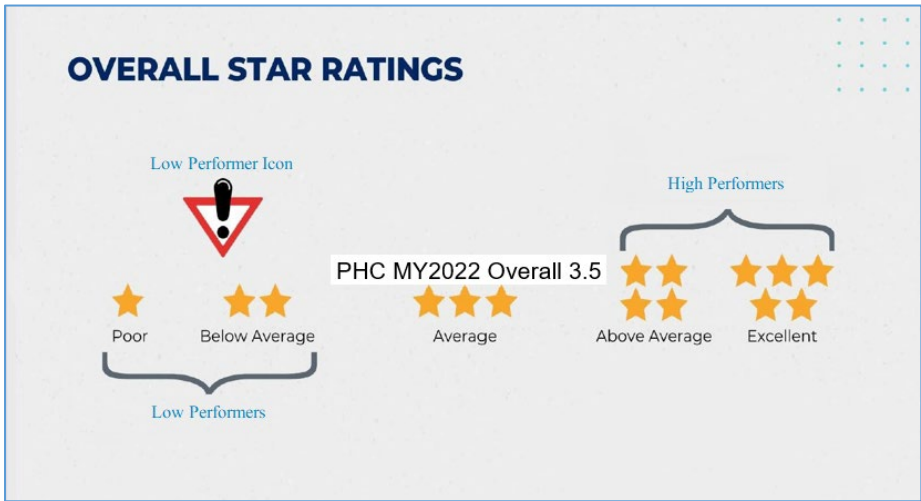 OVERALL STAR RATINGS
Low Performer Icon
High Performers
PHC MY2022 Overall 3.5
Poor
Below Average
Average
Above Average
Excellent
Low Performers